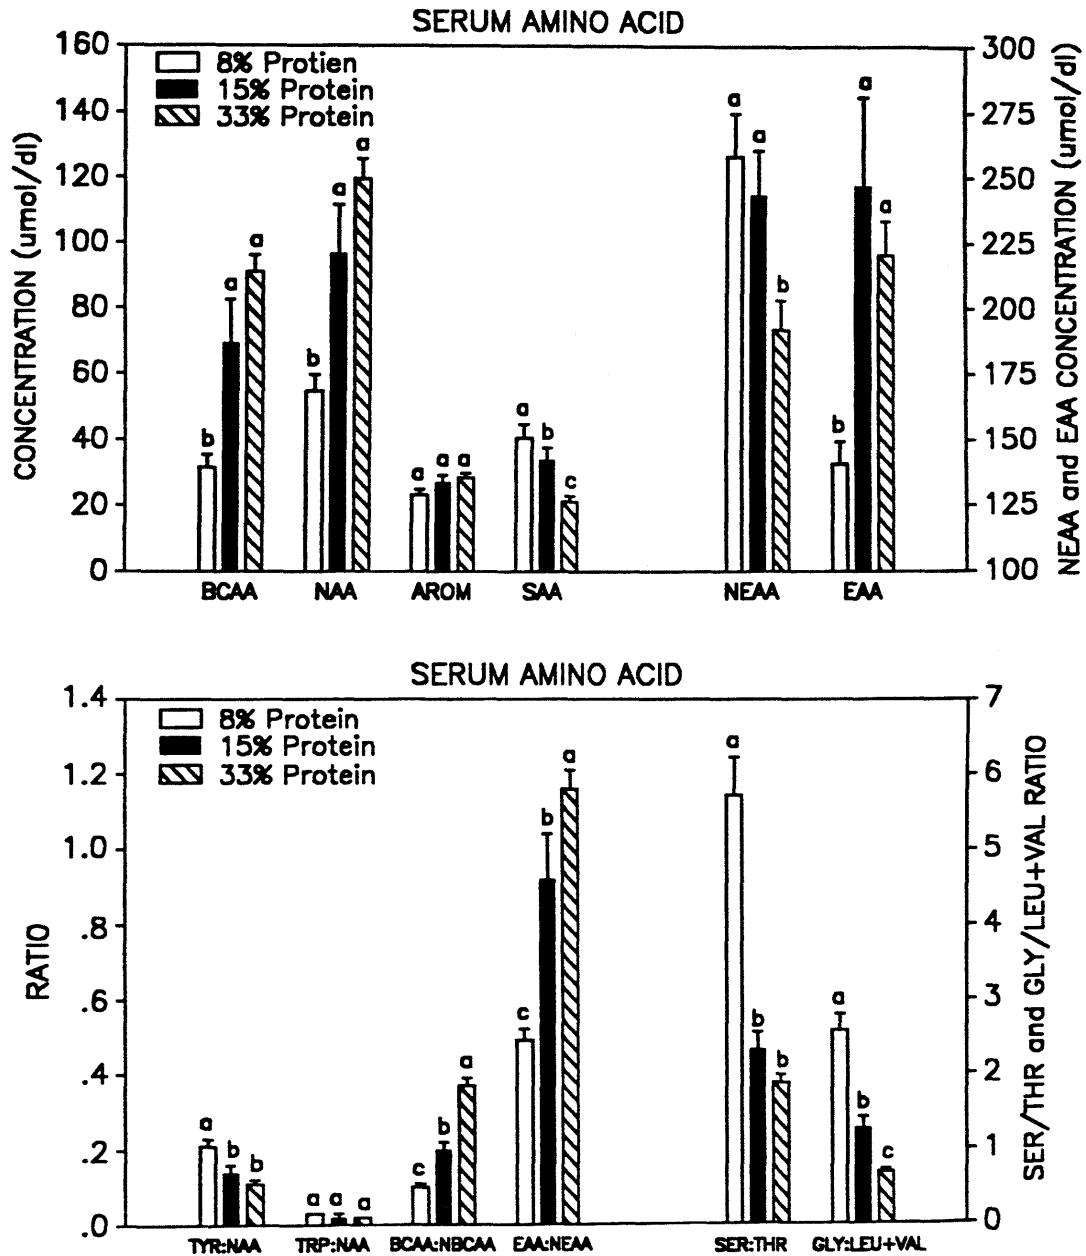 SERUM AMINO ACID
160
140
120
100
80
60
40
20
0
CONCENTRATION (umol/dl)
8% Protien
15% Protein
33% Protein
b
a
a
b
a
a
a
a
a
a
b
c
a
a
b
b
a
a
BCAA NAA AROM SAA NEAA EAA
300
275
250
225
200
175
150
125
100
NEAA and EAA CONCENTRATION (umol/dl)
SERUM AMINO ACID
1.4
1.2
1.0
.8
.6
.4
.2
.0
RATIO
8% Protein
15% Protein
33% Protein
a
b
b
a
a
a
c
b
a
c
b
a
a
b
b
a
b
c
TYR:NAA TRP:NAA BCAA:NBCAA EAA:NEAA SER:THR GLY:LEU+VAL
7
6
5
4
3
2
1
0
SER/THR and GLY/LEU+VAL RATIO